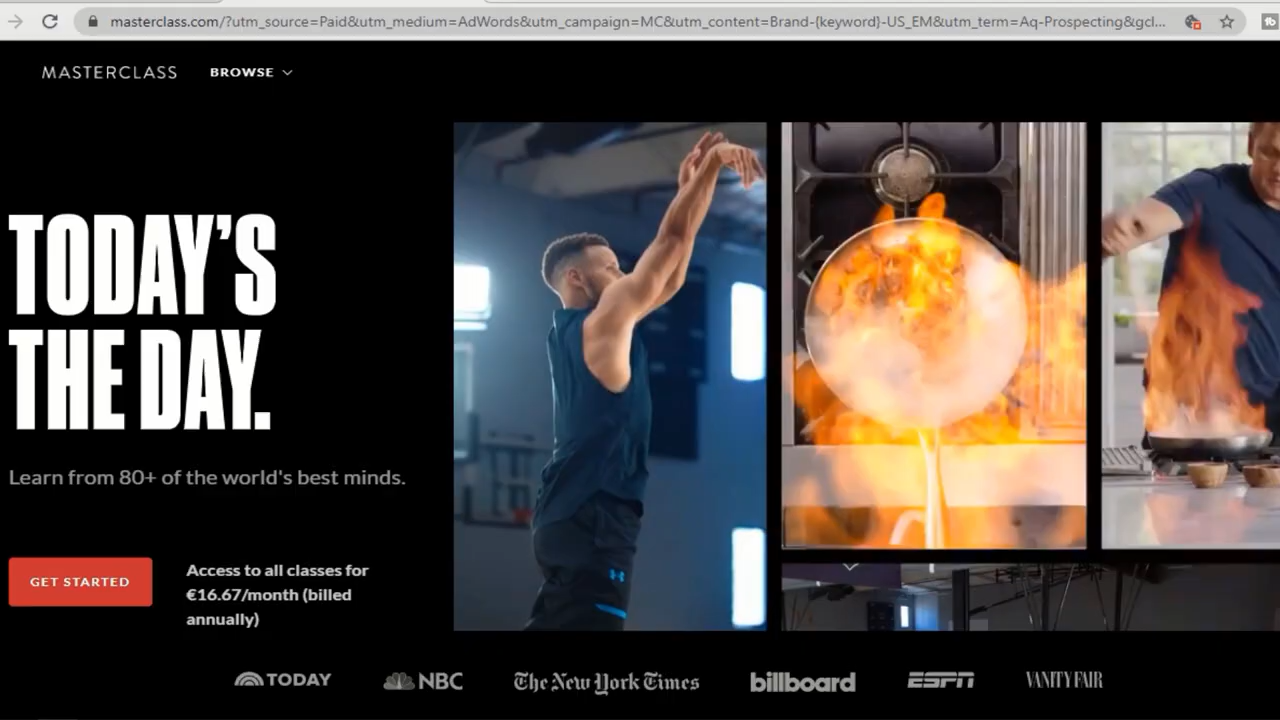 masterclass.com/?utm_source=Paid&utm_medium=AdWords&utm_campaign=MC&utm_content=Brand-{keyword}-US_EM&utm_term=Aq-Prospecting&gcl...
MASTERCLASS BROWSE
TODAY'S
THE DAY.
Learn from 80+ of the world's best minds.
GET STARTED
Access to all classes for
€16.67/month (billed
annually)
TODAY NBC The New York Times billboard ESPN VANITY FAIR